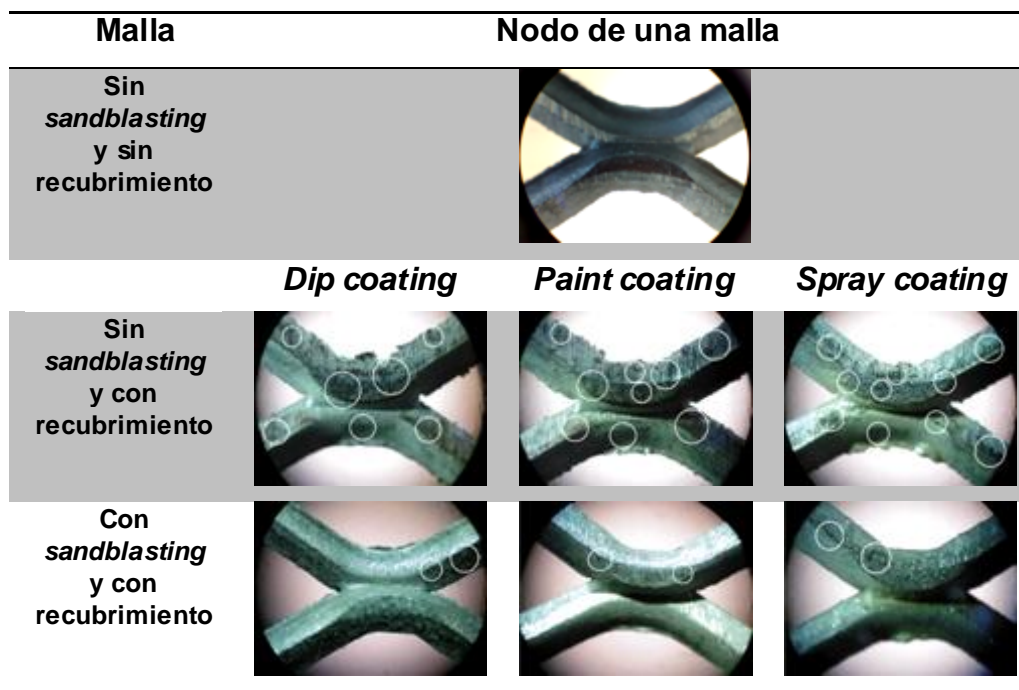 Malla Nodo de una malla
Sin
sandblasting
y sin
recubrimiento
Dip coating Paint coating Spray coating
Sin
sandblasting
y con
recubrimiento
Con
sandblasting
y con
recubrimiento